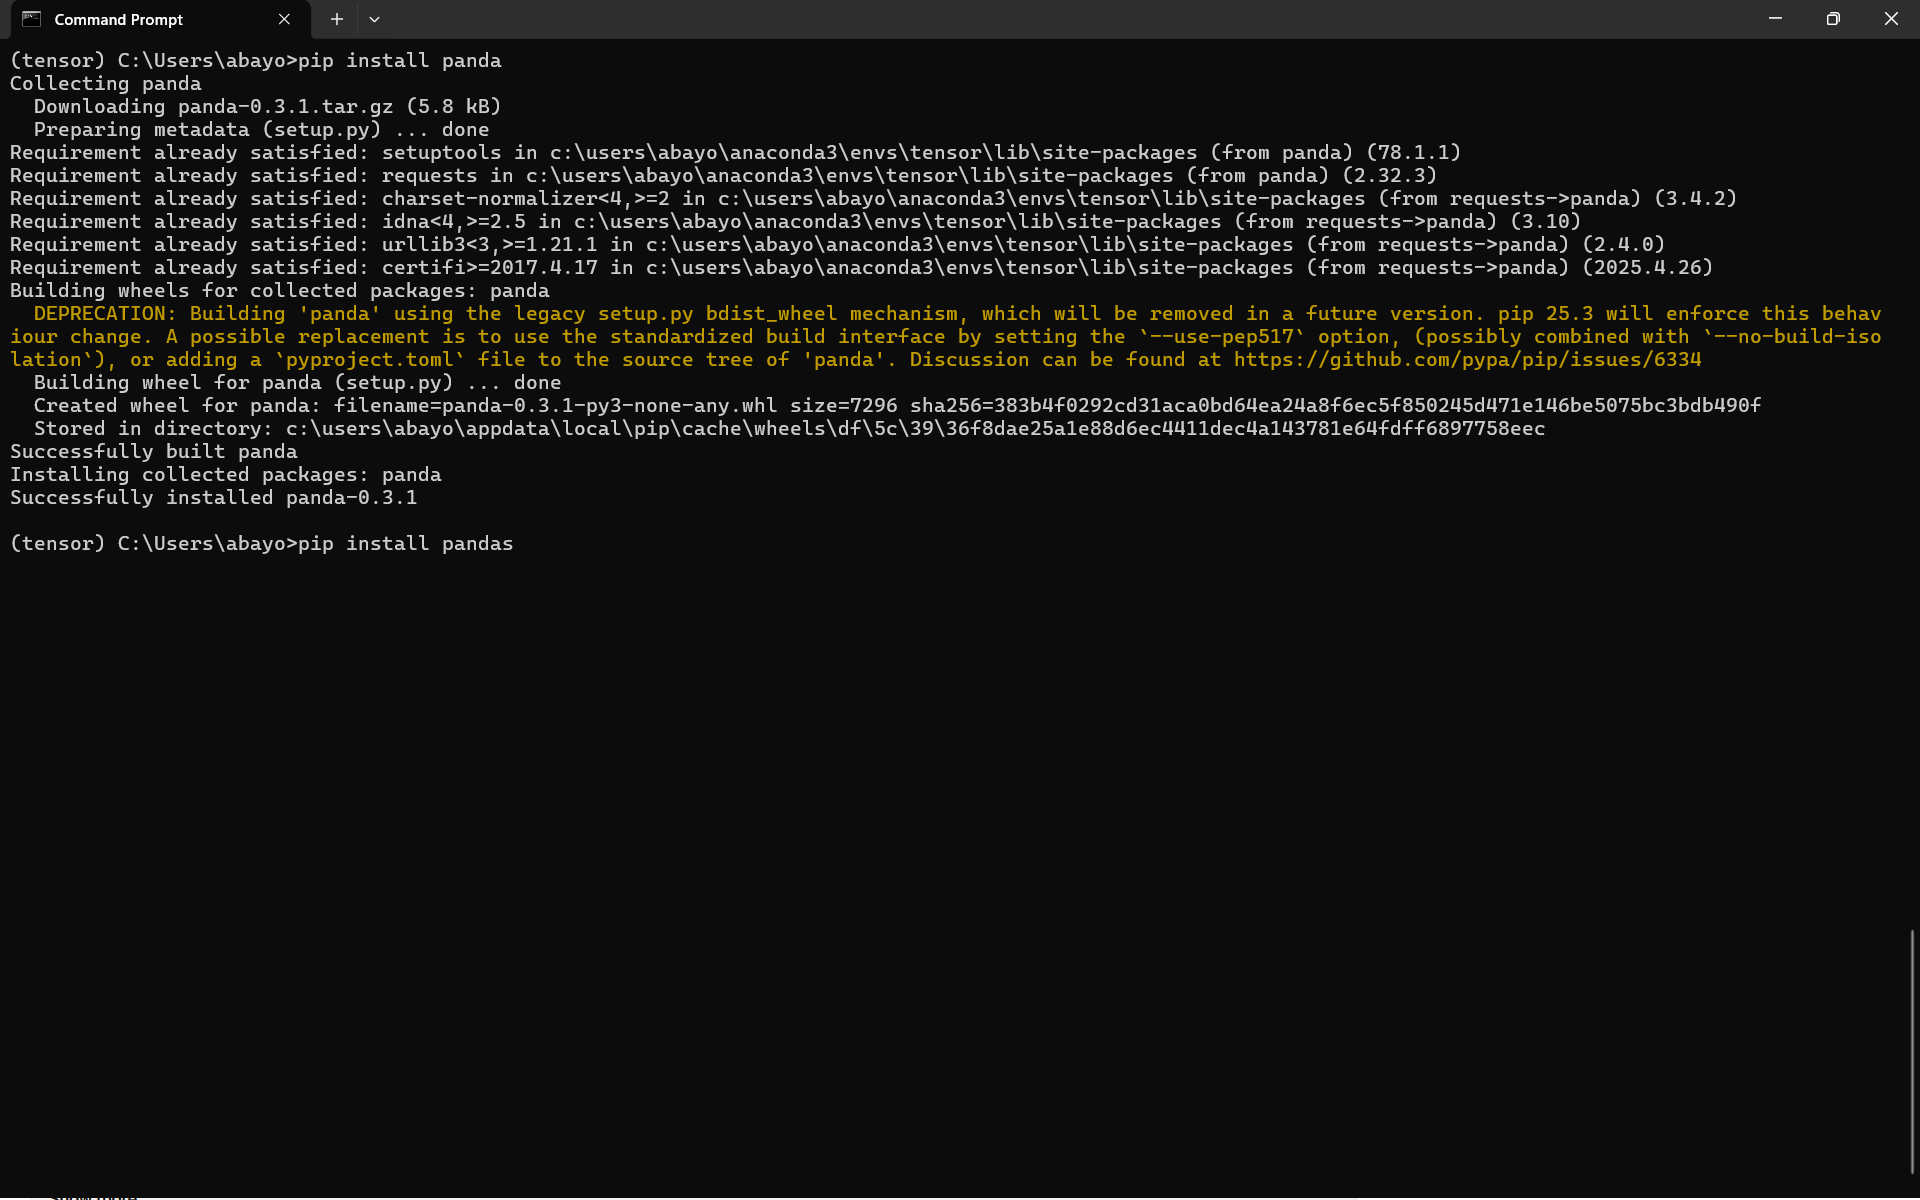 Command Prompt
(tensor) C:\Users\abayo>pip install panda
Collecting panda
  Downloading panda-0.3.1.tar.gz (5.8 kB)
  Preparing metadata (setup.py) ... done
Requirement already satisfied: setuptools in c:\users\abayo\anaconda3\envs\tensor\lib\site-packages (from panda) (78.1.1)
Requirement already satisfied: requests in c:\users\abayo\anaconda3\envs\tensor\lib\site-packages (from panda) (2.32.3)
Requirement already satisfied: charset-normalizer<4,>=2 in c:\users\abayo\anaconda3\envs\tensor\lib\site-packages (from requests->panda) (3.4.2)
Requirement already satisfied: idna<4,>=2.5 in c:\users\abayo\anaconda3\envs\tensor\lib\site-packages (from requests->panda) (3.10)
Requirement already satisfied: urllib3<3,>=1.21.1 in c:\users\abayo\anaconda3\envs\tensor\lib\site-packages (from requests->panda) (2.4.0)
Requirement already satisfied: certifi>=2017.4.17 in c:\users\abayo\anaconda3\envs\tensor\lib\site-packages (from requests->panda) (2025.4.26)
Building wheels for collected packages: panda
  DEPRECATION: Building 'panda' using the legacy setup.py bdist_wheel mechanism, which will be removed in a future version. pip 25.3 will enforce this behav
iour change. A possible replacement is to use the standardized build interface by setting the `--use-pep517` option, (possibly combined with `--no-build-iso
lation`), or adding a `pyproject.toml` file to the source tree of 'panda'. Discussion can be found at https://github.com/pypa/pip/issues/6334
  Building wheel for panda (setup.py) ... done
  Created wheel for panda: filename=panda-0.3.1-py3-none-any.whl size=7296 sha256=383b4f0292cd31aca0bd64ea24a8f6ec5f850245d471e146be5075bc3bdb490f
  Stored in directory: c:\users\abayo\appdata\local\pip\cache\wheels\df\5c\39\36f8dae25a1e88d6ec4411dec4a143781e64fdff6897758eec
Successfully built panda
Installing collected packages: panda
Successfully installed panda-0.3.1
(tensor) C:\Users\abayo>pip install pandas